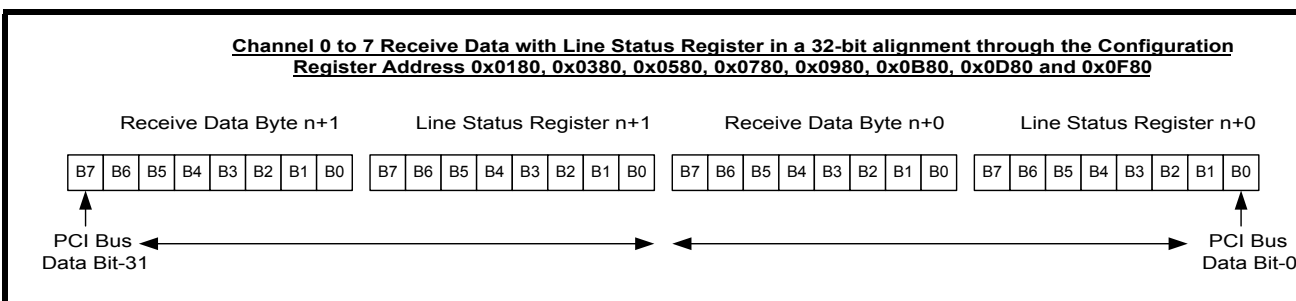 Channel 0 to 7 Receive Data with Line Status Register in a 32-bit alignment through the Configuration
Register Address 0x0180, 0x0380, 0x0580, 0x0780, 0x0980, 0x0B80, 0x0D80 and 0x0F80
Receive Data Byte n+1 Line Status Register n+1 Receive Data Byte n+0 Line Status Register n+0
B7 B6 B5 B4 B3 B2 B1 B0 B7 B6 B5 B4 B3 B2 B1 B0 B7 B6 B5 B4 B3 B2 B1 B0 B7 B6 B5 B4 B3 B2 B1 B0
PCI Bus PCI Bus
Data Bit-31 Data Bit-0